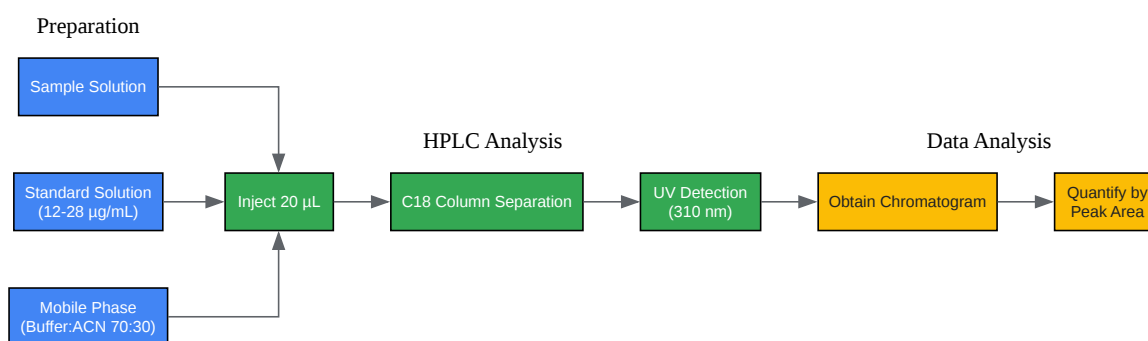 Preparation
Sample Solution
Standard Solution
(12-28 µg/mL)
Mobile Phase
(Buffer:ACN 70:30)
Inject 20 µL
HPLC Analysis
C18 Column Separation
UV Detection
(310 nm)
Data Analysis
Obtain Chromatogram
Quantify by
Peak Area